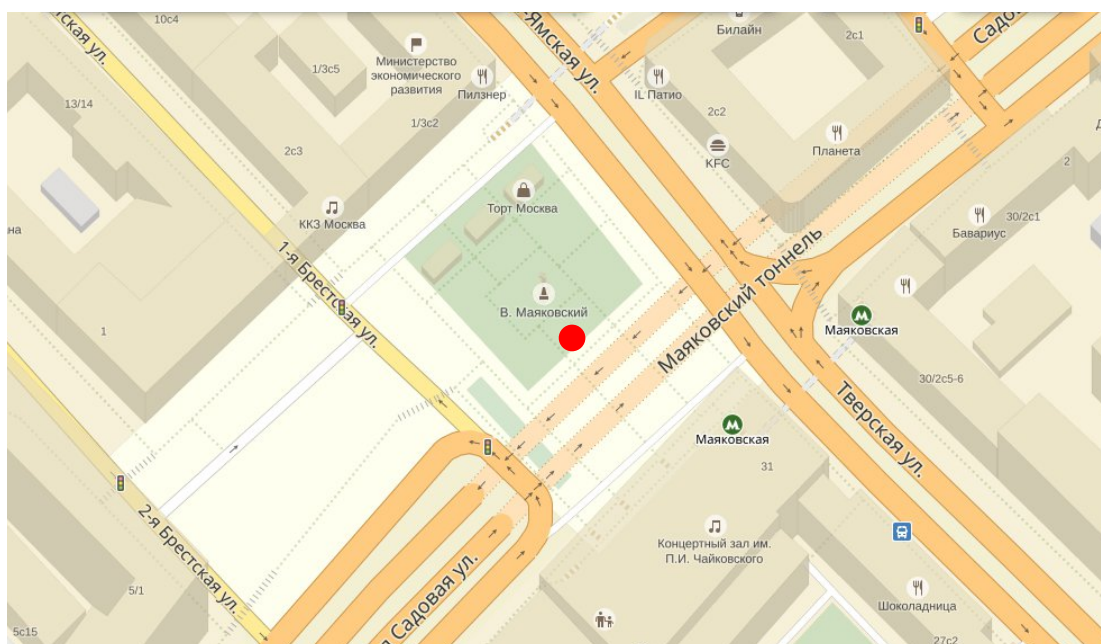 10с4
тская ул.
-Ямская ул.
Билайн
2с1
Садо
Министерство
экономического
развития
1/3с5
Пилзнер
IL Патио
13/14
1/3с2
2с2
KFC
Планета
2с3
2
Торт Москва
ККЗ Москва
30/2с1
Бавариус
на
1-я Брестская ул.
В. Маяковский
Маяковский тоннель
Маяковская
1
30/2с5-6
Тверская ул.
Маяковская
31
2-я Брестская ул.
Концертный зал им.
П.И. Чайковского
5/1
я Садовая ул.
Шоколадница
5с15
27с2